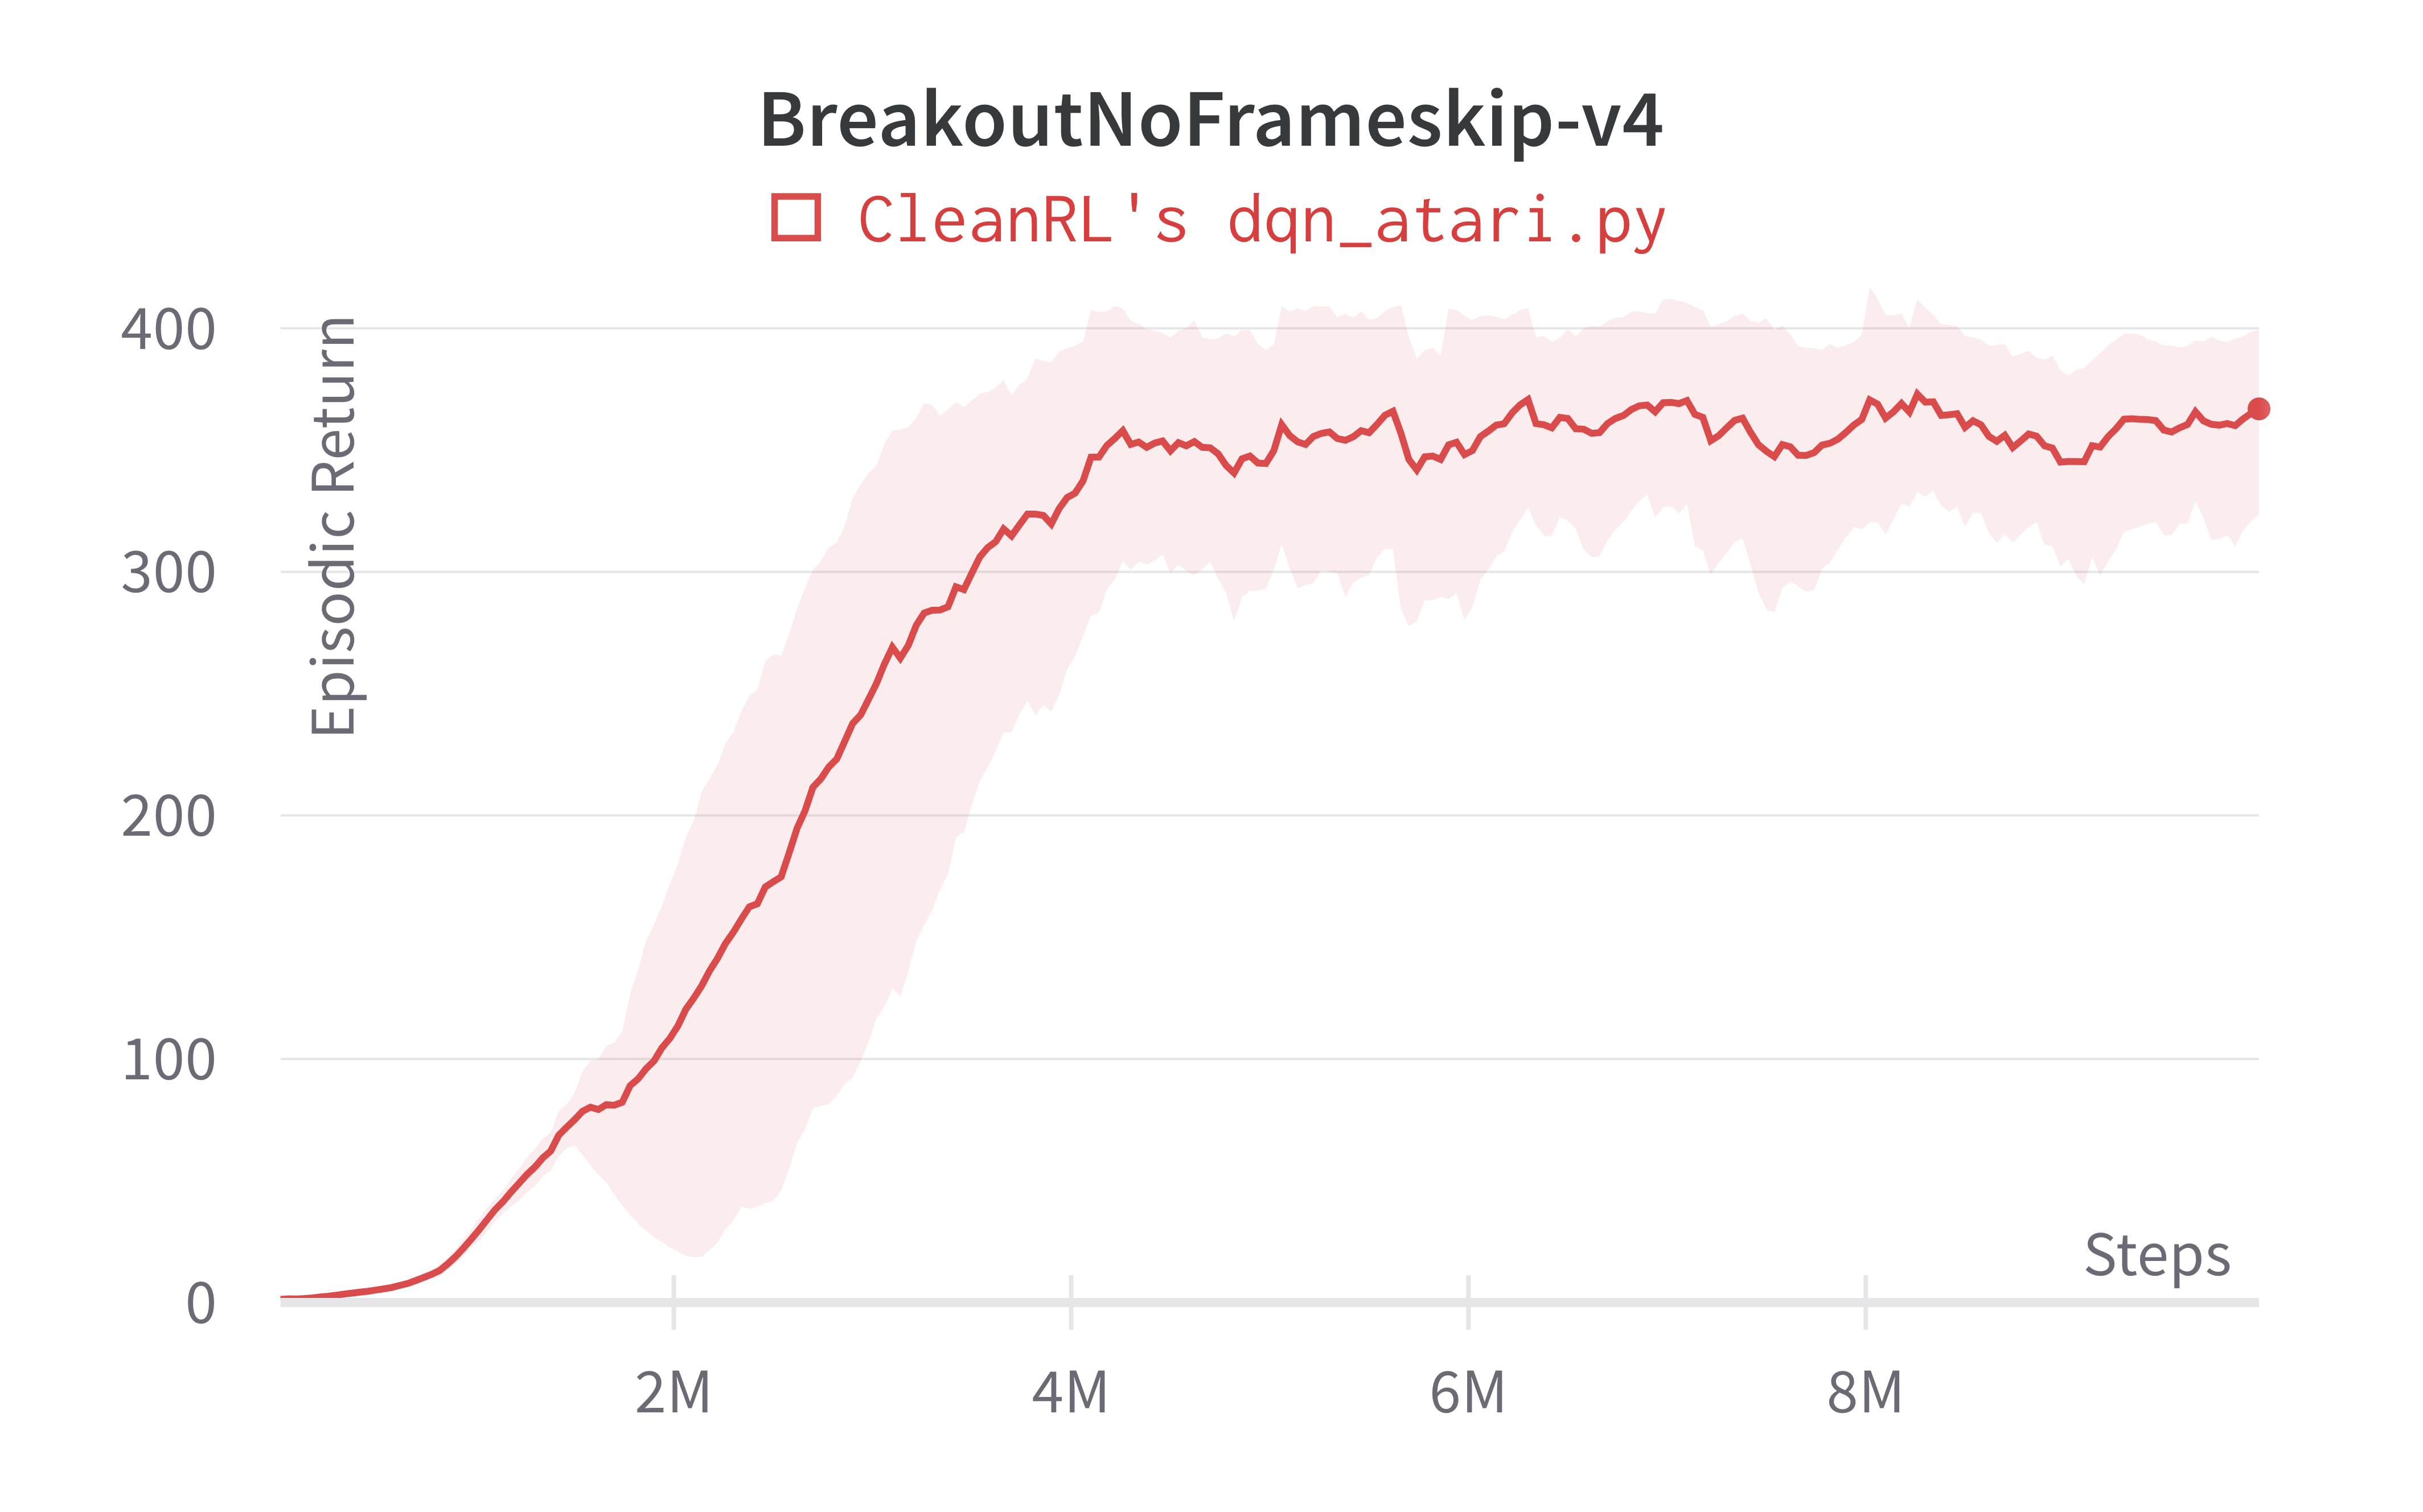 BreakoutNoFrameskip-v4
CleanRL's dqn_atari.py
400
300
200
100
0
Episodic Return
Steps
2M
4M
6M
8M